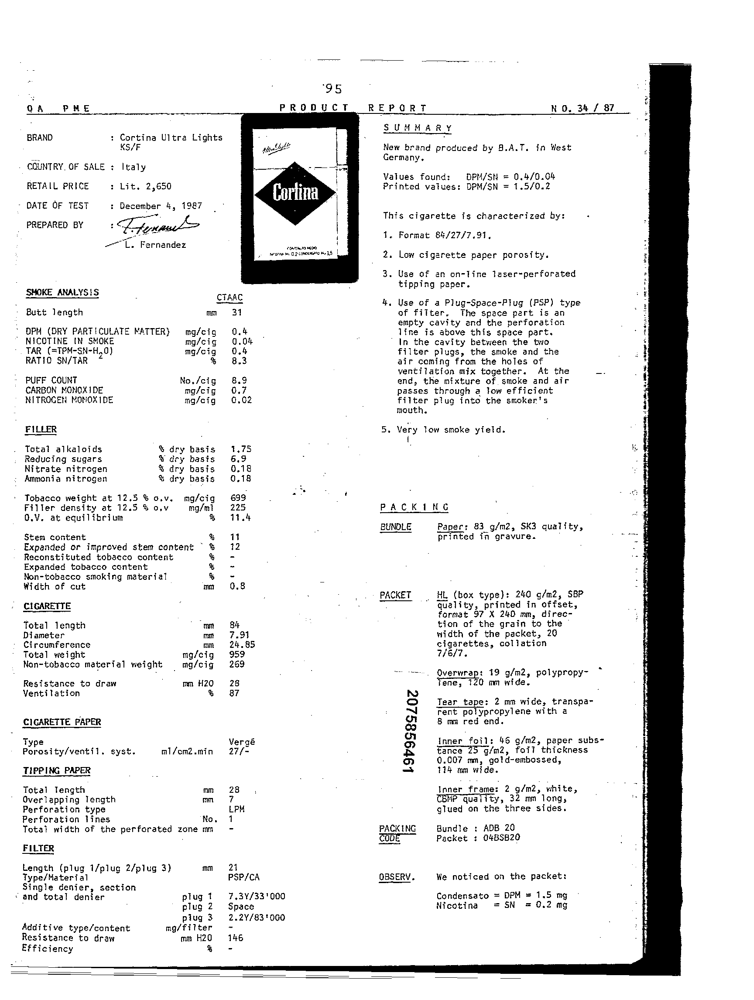 '95
QA PME PRODUCT REPORT NO. 34 / 87
BRAND : Cortina Ultra Lights
KS/F
COUNTRY OF SALE : Italy
RETAIL PRICE : Lit. 2,650
DATE OF TEST : December 4, 1987
PREPARED BY :
L. Fernandez
Cortina
SMOKE ANALYSIS
CTAAC
Butt length mm 31
DPM (DRY PARTICULATE MATTER) mg/cig 0.4
NICOTINE IN SMOKE mg/cig 0.04
TAR (=TPM-SN-H2O) mg/cig 0.4
RATIO SN/TAR % 8.3
PUFF COUNT No./cig 8.9
CARBON MONOXIDE mg/cig 0.7
NITROGEN MONOXIDE mg/cig 0.02
FILLER
Total alkaloids % dry basis 1.75
Reducing sugars % dry basis 6.9
Nitrate nitrogen % dry basis 0.18
Ammonia nitrogen % dry basis 0.18
Tobacco weight at 12.5 % o.v. mg/cig 699
Filler density at 12.5 % o.v mg/ml 225
O.V. at equilibrium % 11.4
Stem content % 11
Expanded or improved stem content % 12
Reconstituted tobacco content % -
Expanded tobacco content % -
Non-tobacco smoking material % -
Width of cut mm 0.8
CIGARETTE
Total length mm 84
Diameter mm 7.91
Circumference mm 24.85
Total weight mg/cig 959
Non-tobacco material weight mg/cig 269
Resistance to draw mm H2O 28
Ventilation % 87
CIGARETTE PAPER
Type Vergé
Porosity/ventil. syst. ml/cm2.min 27/-
TIPPING PAPER
Total length mm 28
Overlapping length mm 7
Perforation type LPM
Perforation lines No. 1
Total width of the perforated zone mm -
FILTER
Length (plug 1/plug 2/plug 3) mm 21
Type/Material PSP/CA
Single denier, section
and total denier plug 1 7.3Y/33'000
plug 2 Space
plug 3 2.2Y/83'000
Additive type/content mg/filter -
Resistance to draw mm H2O 146
Efficiency % -
SUMMARY
New brand produced by B.A.T. in West
Germany.
Values found: DPM/SN = 0.4/0.04
Printed values: DPM/SN = 1.5/0.2
This cigarette is characterized by:
1. Format 84/27/7.91.
2. Low cigarette paper porosity.
3. Use of an on-line laser-perforated
tipping paper.
4. Use of a Plug-Space-Plug (PSP) type
of filter. The space part is an
empty cavity and the perforation
line is above this space part.
In the cavity between the two
filter plugs, the smoke and the
air coming from the holes of
ventilation mix together. At the
end, the mixture of smoke and air
passes through a low efficient
filter plug into the smoker's
mouth.
5. Very low smoke yield.
PACKING
BUNDLE Paper: 83 g/m2, SK3 quality,
printed in gravure.
PACKET HL (box type): 240 g/m2, SBP
quality, printed in offset,
format 97 X 240 mm, direc-
tion of the grain to the
width of the packet, 20
cigarettes, collation
7/6/7.
Overwrap: 19 g/m2, polypropy-
lene, 120 mm wide.
Tear tape: 2 mm wide, transpa-
rent polypropylene with a
8 mm red end.
Inner foil: 46 g/m2, paper subs-
tance 25 g/m2, foil thickness
0.007 mm, gold-embossed,
114 mm wide.
Inner frame: 2 g/m2, white,
CBMP quality, 32 mm long,
glued on the three sides.
PACKING Bundle : ADB 20
CODE Packet : 04BSB20
OBSERV. We noticed on the packet:
Condensato = DPM = 1.5 mg
Nicotina = SN = 0.2 mg
2075856461